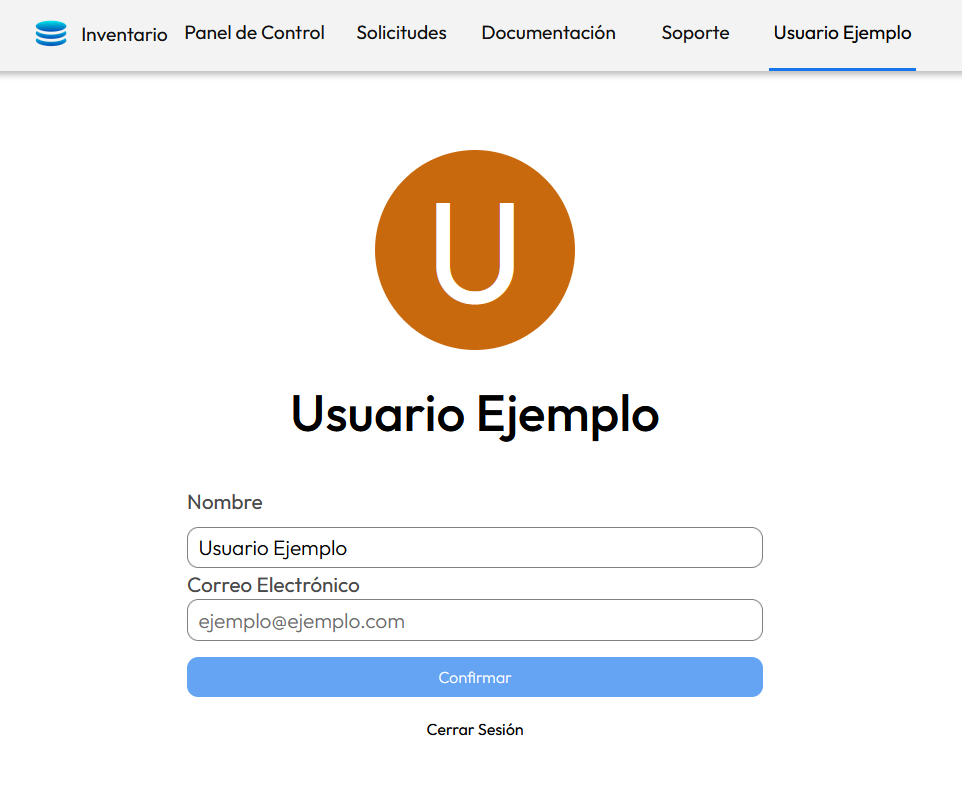 Inventario Panel de Control Solicitudes Documentación Soporte Usuario Ejemplo
U
Usuario Ejemplo
Nombre
Usuario Ejemplo
Correo Electrónico
ejemplo@ejemplo.com
Confirmar
Cerrar Sesión